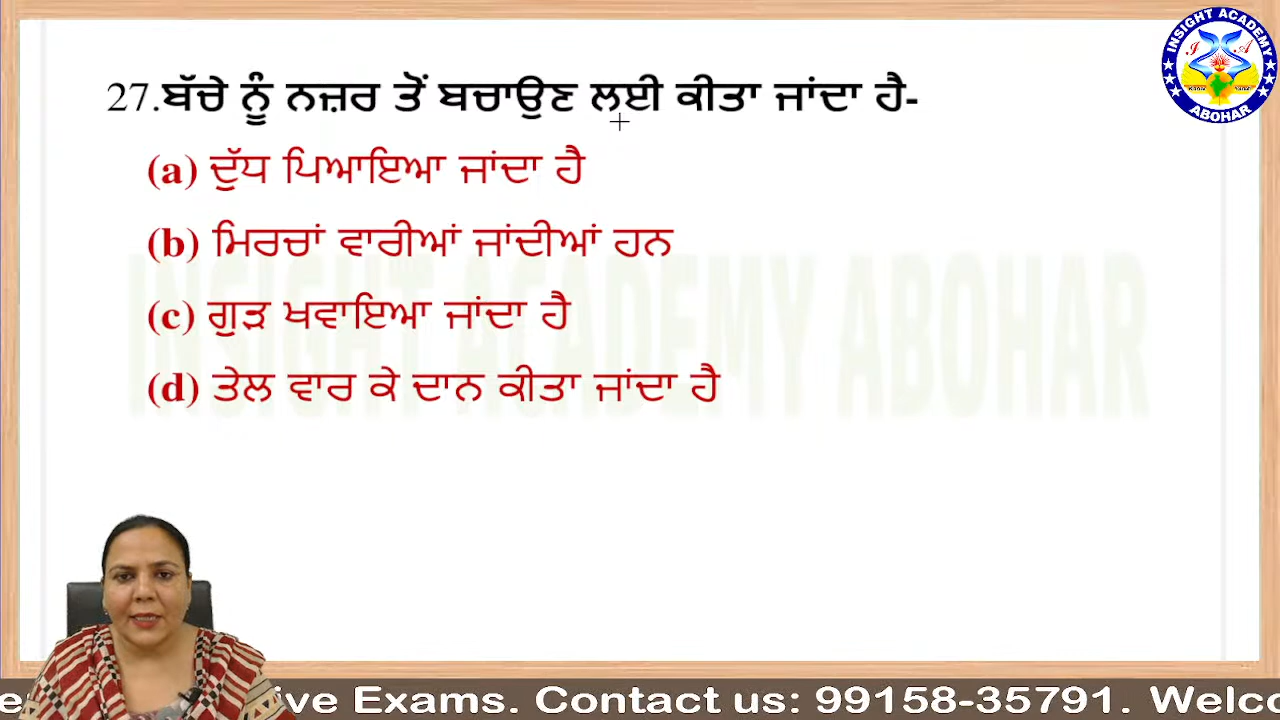 INSIGHT ACADEMY
I A
ABOHAR
27.ਬੱਚੇ ਨੂੰ ਨਜ਼ਰ ਤੋਂ ਬਚਾਉਣ ਲਈ ਕੀਤਾ ਜਾਂਦਾ ਹੈ-
(a) ਦੁੱਧ ਪਿਆਇਆ ਜਾਂਦਾ ਹੈ
(b) ਮਿਰਚਾਂ ਵਾਰੀਆਂ ਜਾਂਦੀਆਂ ਹਨ
(c) ਗੁੜ ਖਵਾਇਆ ਜਾਂਦਾ ਹੈ
(d) ਤੇਲ ਵਾਰ ਕੇ ਦਾਨ ਕੀਤਾ ਜਾਂਦਾ ਹੈ
INSIGHT ACADEMY ABOHAR
ive Exams. Contact us: 99158-35791. Welco